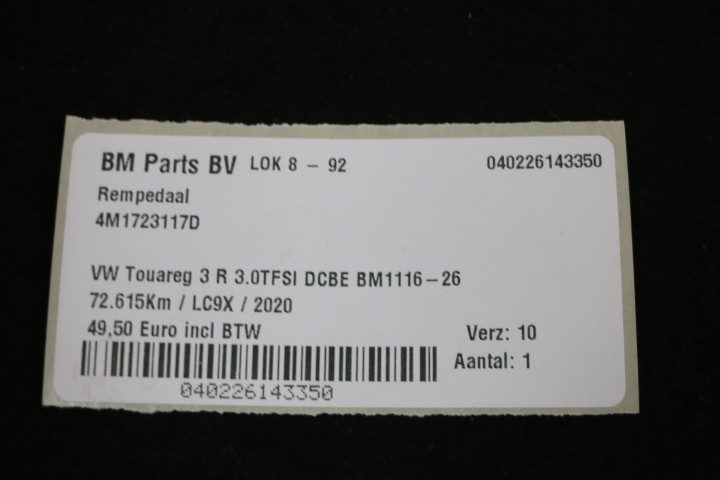 BM Parts BV LOK 8 – 92 040226143350
Rempedaal
4M1723117D
VW Touareg 3 R 3.0TFSI DCBE BM1116–26
72.615Km / LC9X / 2020
49,50 Euro incl BTW Verz: 10
Aantal: 1
040226143350